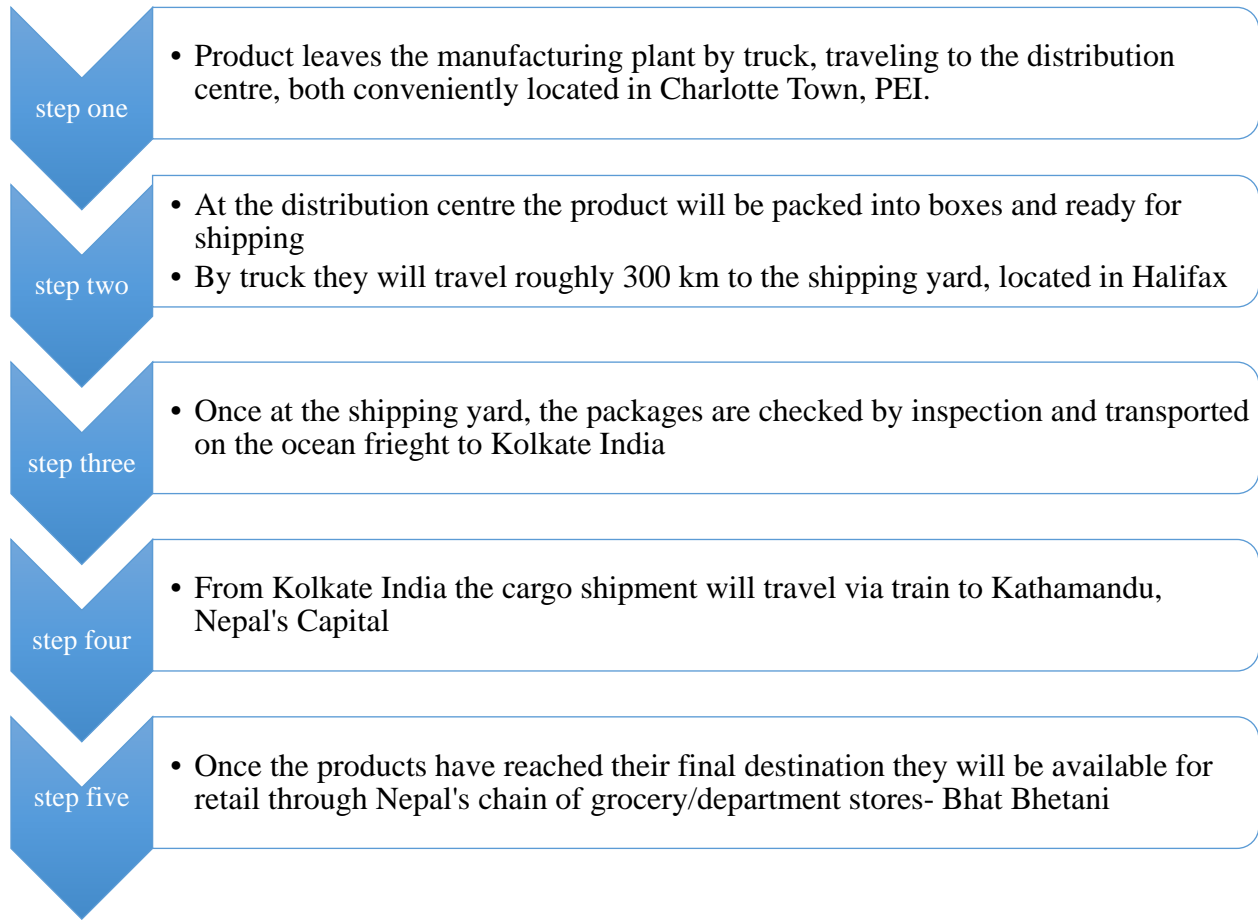 step one
• Product leaves the manufacturing plant by truck, traveling to the distribution
centre, both conveniently located in Charlotte Town, PEI.
step two
• At the distribution centre the product will be packed into boxes and ready for
shipping
• By truck they will travel roughly 300 km to the shipping yard, located in Halifax
step three
• Once at the shipping yard, the packages are checked by inspection and transported
on the ocean frieght to Kolkate India
step four
• From Kolkate India the cargo shipment will travel via train to Kathamandu,
Nepal's Capital
step five
• Once the products have reached their final destination they will be available for
retail through Nepal's chain of grocery/department stores- Bhat Bhetani